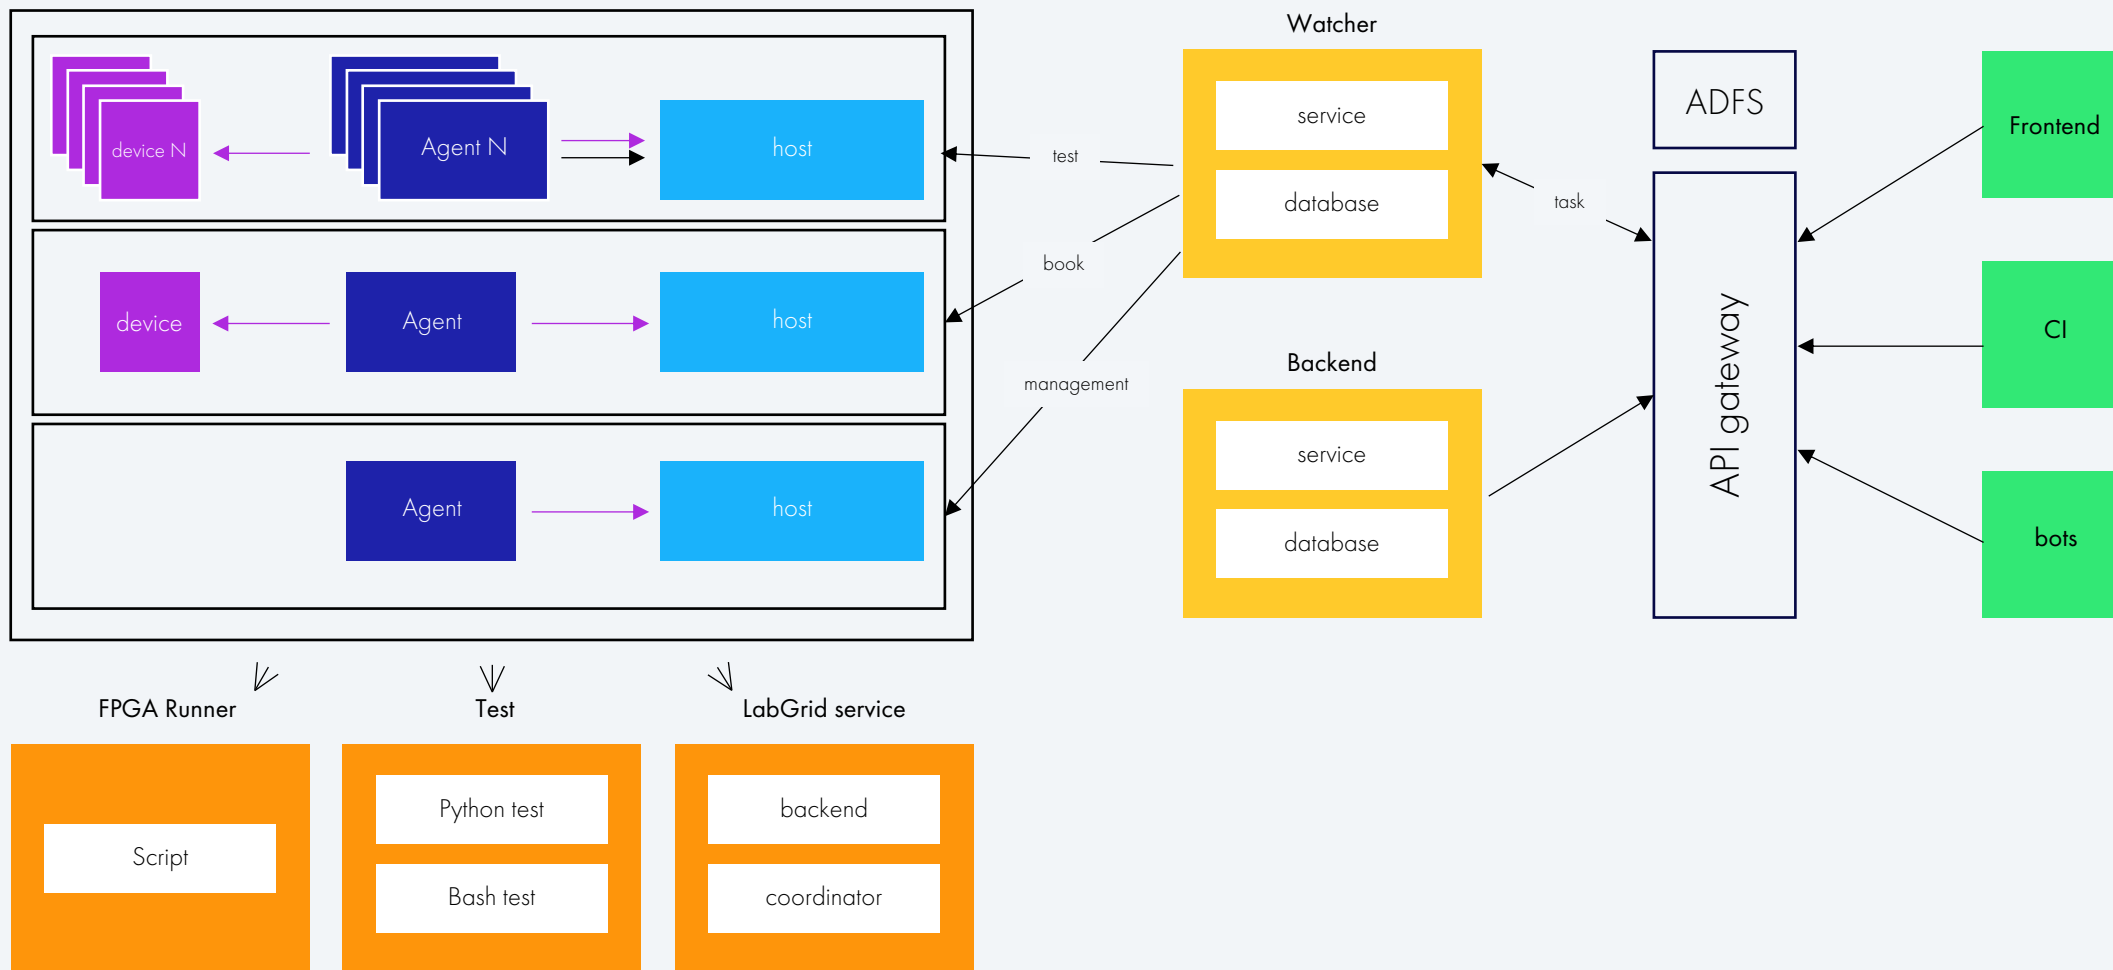 Watcher
device N
Agent N
host
test
service
database
task
ADFS
Frontend
book
device
Agent
host
management
Backend
API gateway
CI
Agent
host
service
database
bots
FPGA Runner
Test
LabGrid service
Script
Python test
Bash test
backend
coordinator